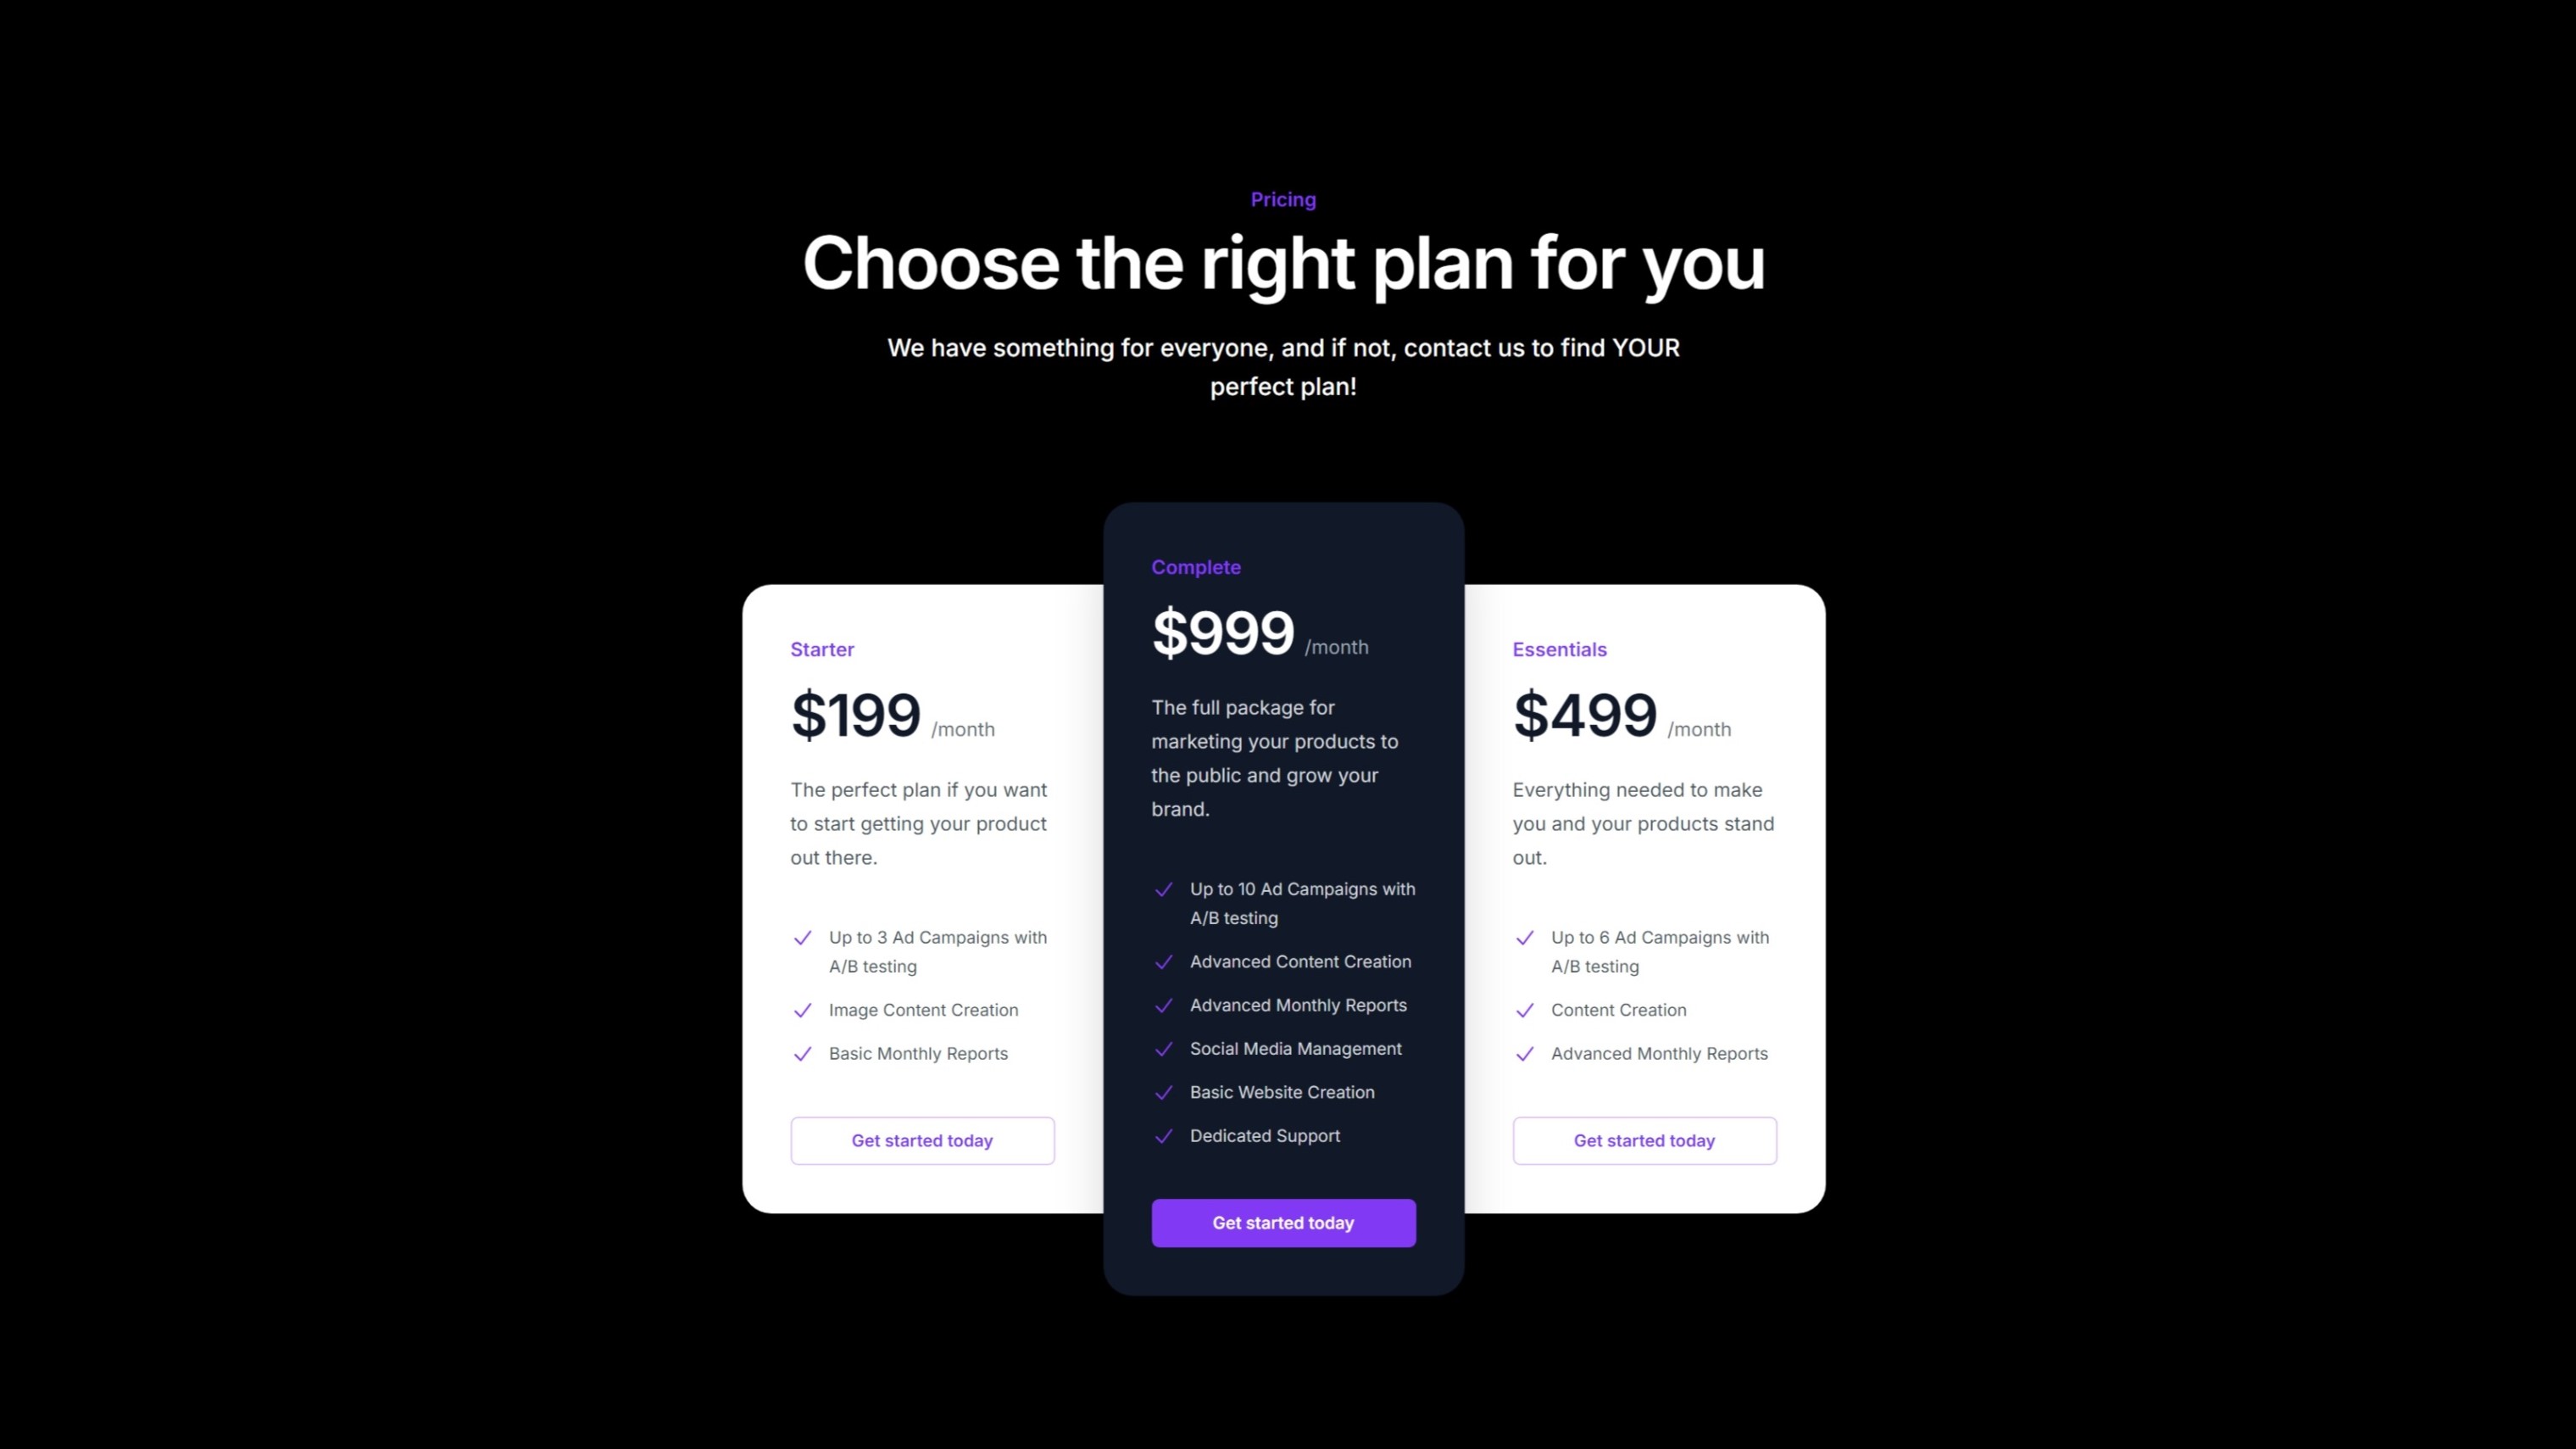 Pricing
Choose the right plan for you
We have something for everyone, and if not, contact us to find YOUR
perfect plan!
Starter
$199 /month
The perfect plan if you want
to start getting your product
out there.
Up to 3 Ad Campaigns with
A/B testing
Image Content Creation
Basic Monthly Reports
Get started today
Complete
$999 /month
The full package for
marketing your products to
the public and grow your
brand.
Up to 10 Ad Campaigns with
A/B testing
Advanced Content Creation
Advanced Monthly Reports
Social Media Management
Basic Website Creation
Dedicated Support
Get started today
Essentials
$499 /month
Everything needed to make
you and your products stand
out.
Up to 6 Ad Campaigns with
A/B testing
Content Creation
Advanced Monthly Reports
Get started today